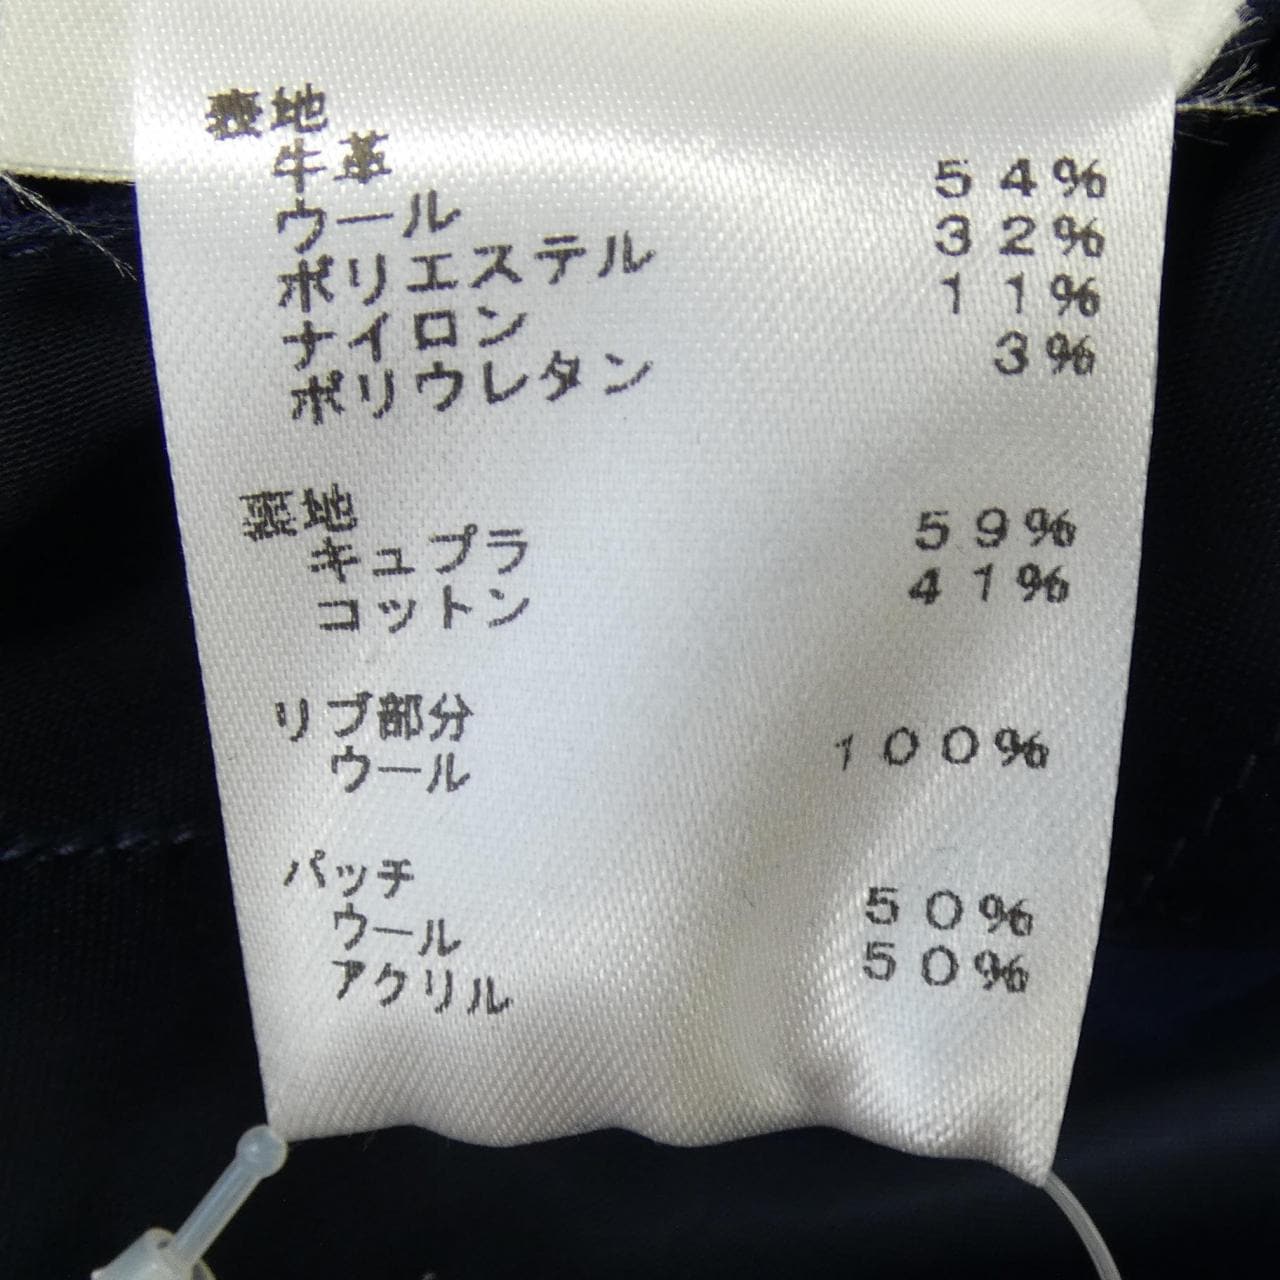 表地
牛革
ウール 54%
ポリエステル 32%
ナイロン 11%
ポリウレタン 3%
裏地
キュプラ 59%
コットン 41%
リブ部分
ウール 100%
パッチ
ウール 50%
アクリル 50%